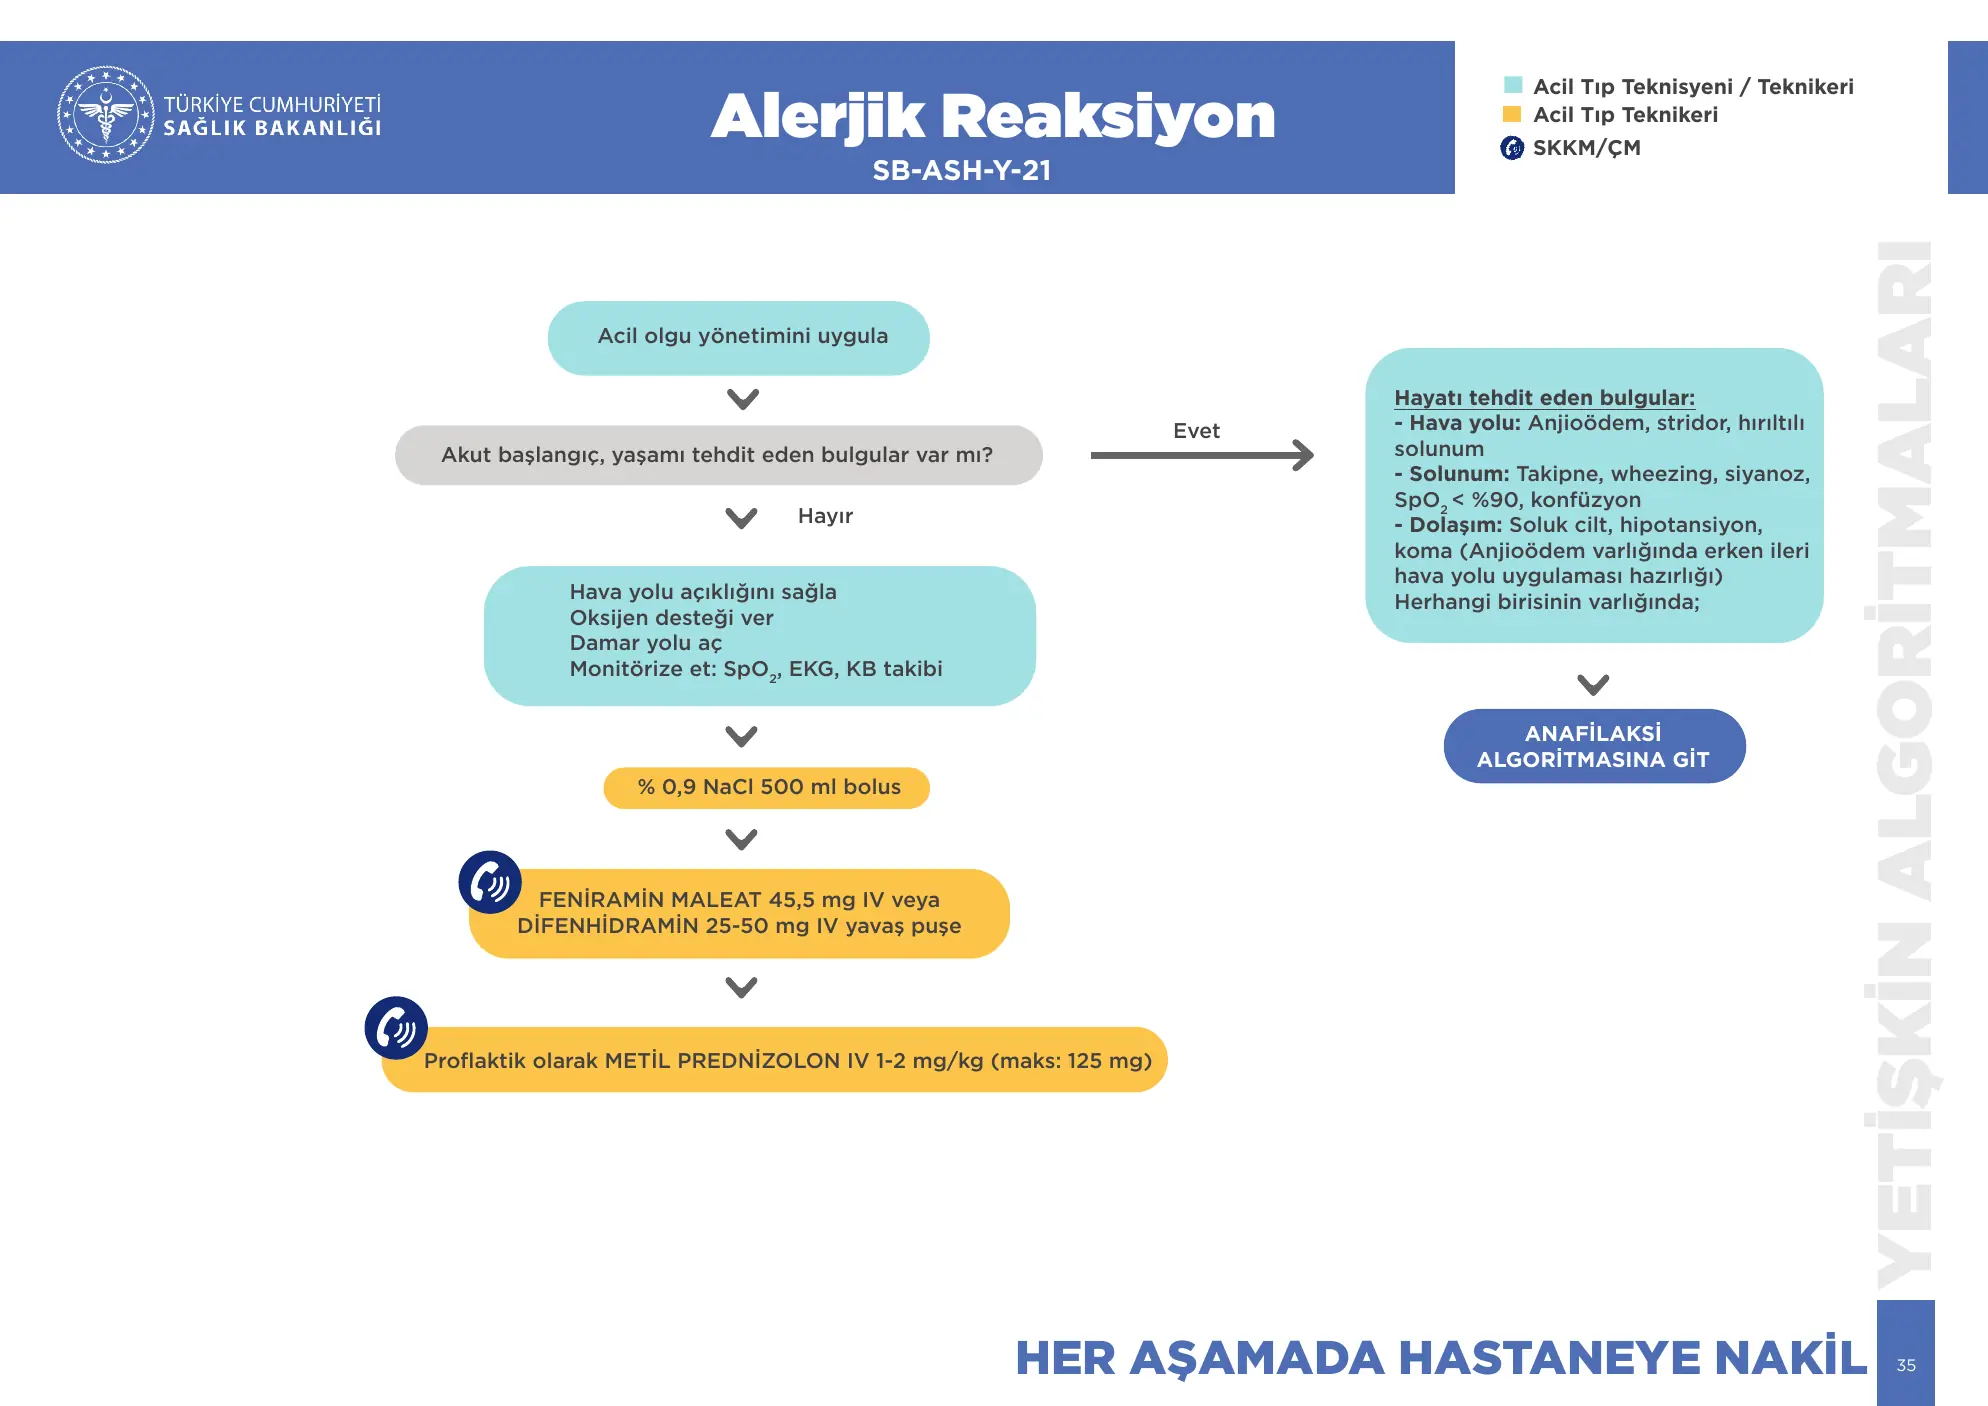 TÜRKİYE CUMHURİYETİ
SAĞLIK BAKANLIĞI
Alerjik Reaksiyon
SB-ASH-Y-21
Acil Tıp Teknisyeni / Teknikeri
Acil Tıp Teknikeri
SKKM/ÇM
Acil olgu yönetimini uygula
Akut başlangıç, yaşamı tehdit eden bulgular var mı?
Evet
Hayır
Hayatı tehdit eden bulgular:
- Hava yolu: Anjioödem, stridor, hırıltılı
solunum
- Solunum: Takipne, wheezing, siyanoz,
SpO₂ < %90, konfüzyon
- Dolaşım: Soluk cilt, hipotansiyon,
koma (Anjioödem varlığında erken ileri
hava yolu uygulaması hazırlığı)
Herhangi birisinin varlığında;
ANAFİLAKSİ
ALGORİTMASINA GİT
Hava yolu açıklığını sağla
Oksijen desteği ver
Damar yolu aç
Monitörize et: SpO₂, EKG, KB takibi
% 0,9 NaCl 500 ml bolus
FENİRAMİN MALEAT 45,5 mg IV veya
DİFENHİDRAMİN 25-50 mg IV yavaş puşe
Proflaktik olarak METİL PREDNİZOLON IV 1-2 mg/kg (maks: 125 mg)
YETİŞKİN ALGORİTMALARI
HER AŞAMADA HASTANEYE NAKİL
35